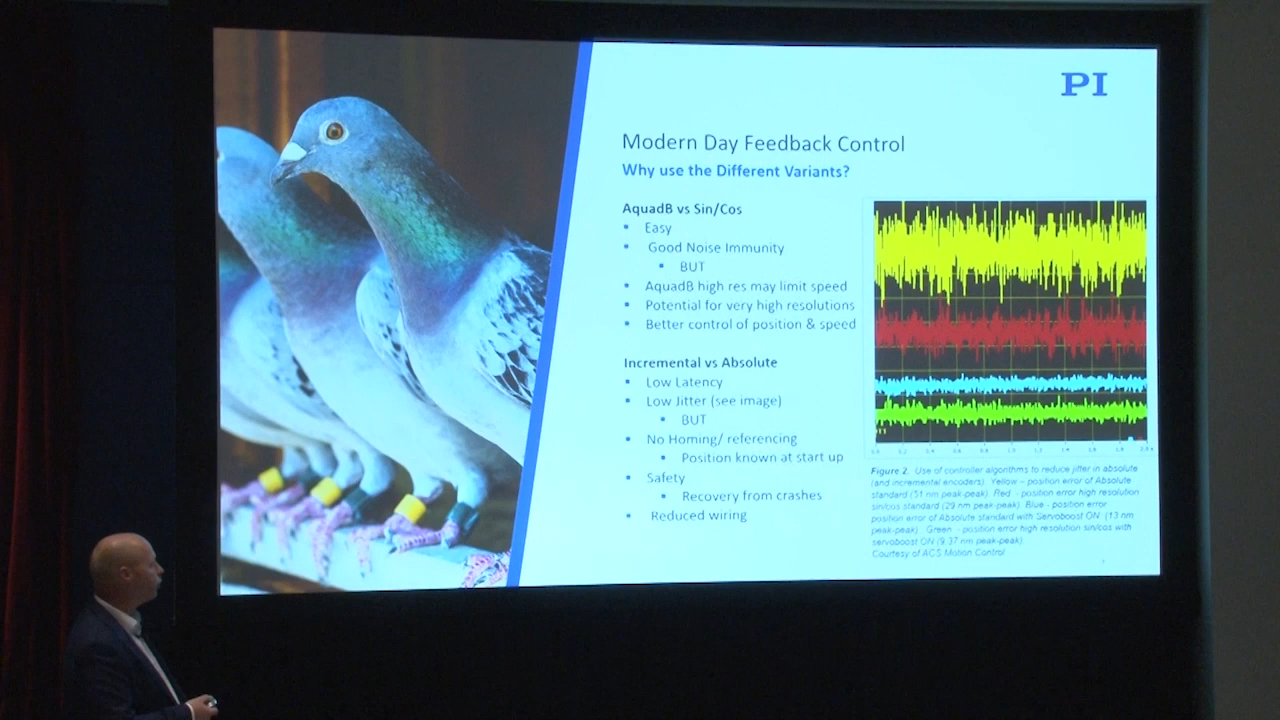 PI
Modern Day Feedback Control
Why use the Different Variants?
AquadB vs Sin/Cos
Easy
Good Noise Immunity
BUT
AquadB high res may limit speed
Potential for very high resolutions
Better control of position & speed
Incremental vs Absolute
Low Latency
Low Jitter (see image)
BUT
No Homing/ referencing
Position known at start up
Safety
Recovery from crashes
Reduced wiring
Figure 2. Use of controller algorithms to reduce jitter in absolute
(and incremental encoders). Yellow – position error of Absolute
standard (51 nm peak-peak). Red - position error high resolution
sin/cos standard (29 nm peak-peak). Blue - position error
position error of Absolute standard with Servoboost ON (13 nm
peak-peak). Green - position error high resolution sin/cos with
servoboost ON (9.37 nm peak-peak).
Courtesy of ACS Motion Control